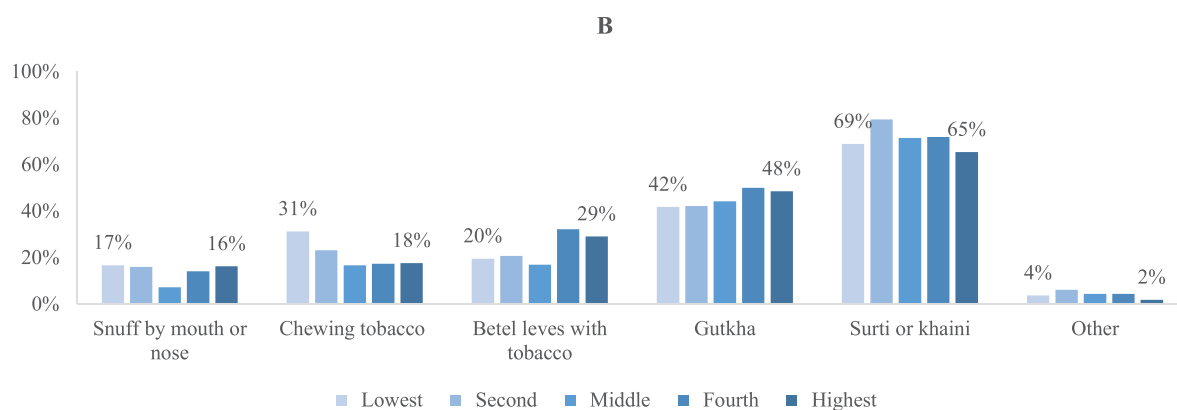 B
100%
80%
60%
40%
20%
0%
17%
16%
31%
18%
20%
29%
42%
48%
69%
65%
4%
2%
Snuff by mouth or
nose
Chewing tobacco
Betel leves with
tobacco
Gutkha
Surti or khaini
Other
Lowest
Second
Middle
Fourth
Highest